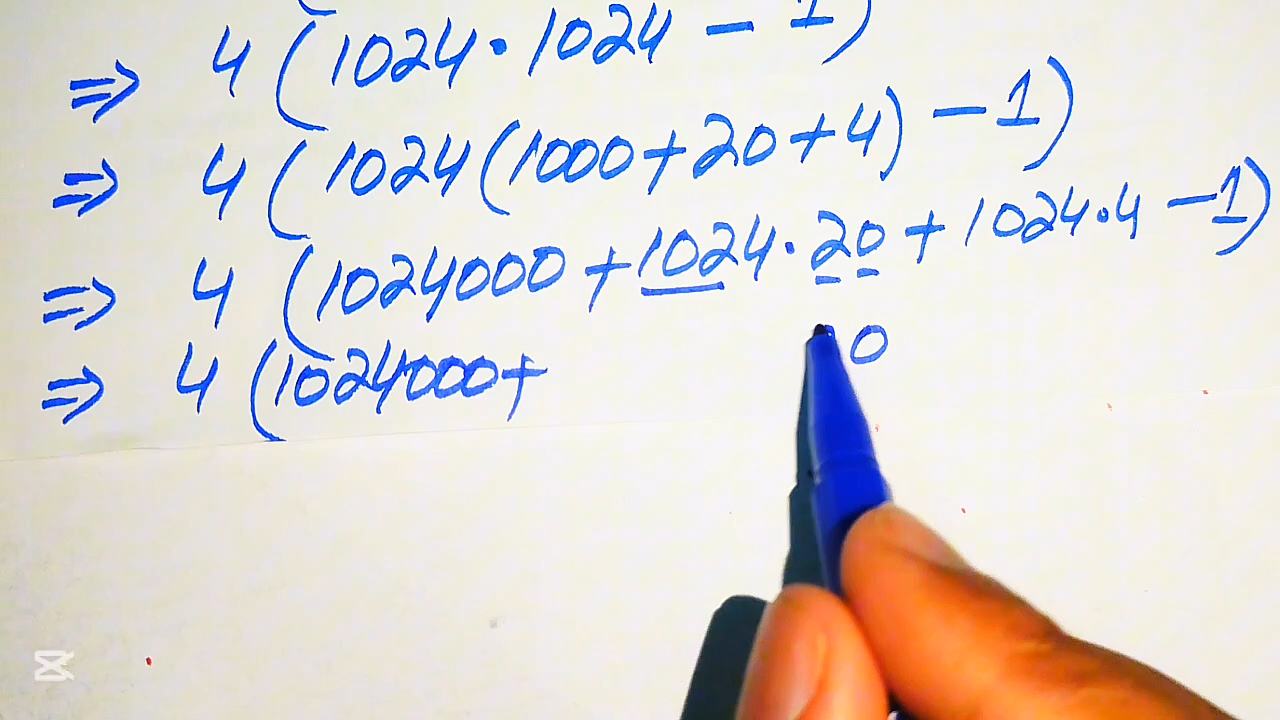 ⇒ 4 (1024·1024 - 1)
⇒ 4 (1024(1000+20+4) - 1)
⇒ 4 (1024000 + 1024·20 + 1024·4 - 1)
⇒ 4 (1024000+ 0